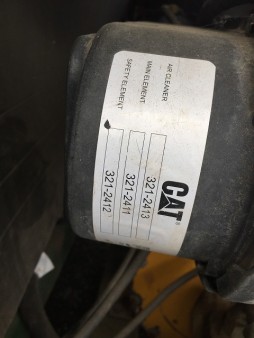 CAT®
AIR CLEANER 321-2413
MAIN ELEMENT 321-2411
SAFETY ELEMENT 321-2412